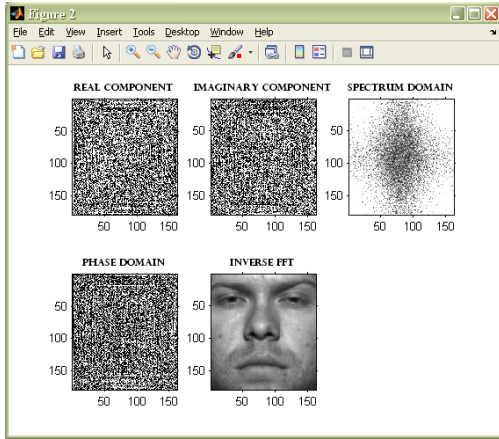 Figure 2
File Edit View Insert Tools Desktop Window Help
REAL COMPONENT IMAGINARY COMPONENT SPECTRUM DOMAIN
50 50 50
100 100 100
150 150 150
50 100 150 50 100 150 50 100 150
PHASE DOMAIN INVERSE FFT
50 50
100 100
150 150
50 100 150 50 100 150